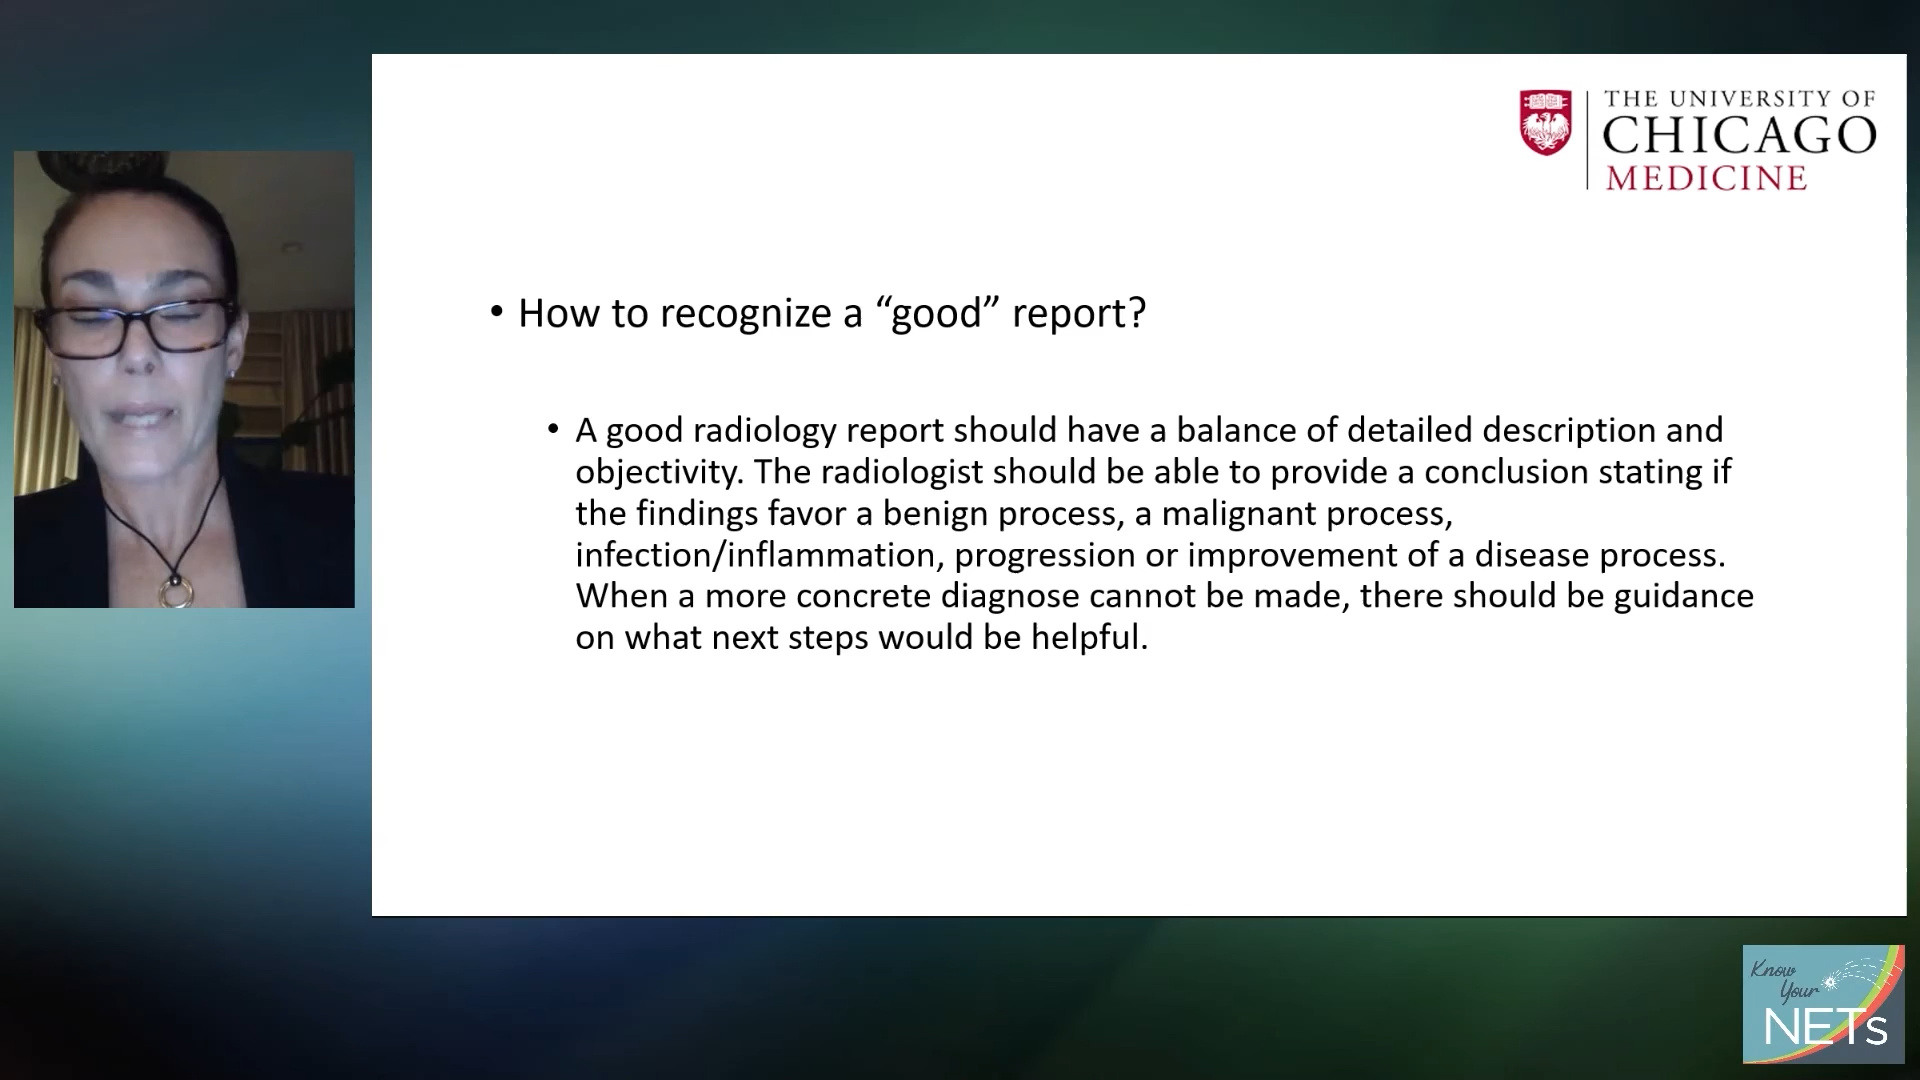 THE UNIVERSITY OF
CHICAGO
MEDICINE
• How to recognize a “good” report?
• A good radiology report should have a balance of detailed description and
objectivity. The radiologist should be able to provide a conclusion stating if
the findings favor a benign process, a malignant process,
infection/inflammation, progression or improvement of a disease process.
When a more concrete diagnose cannot be made, there should be guidance
on what next steps would be helpful.
Know
Your
NETs